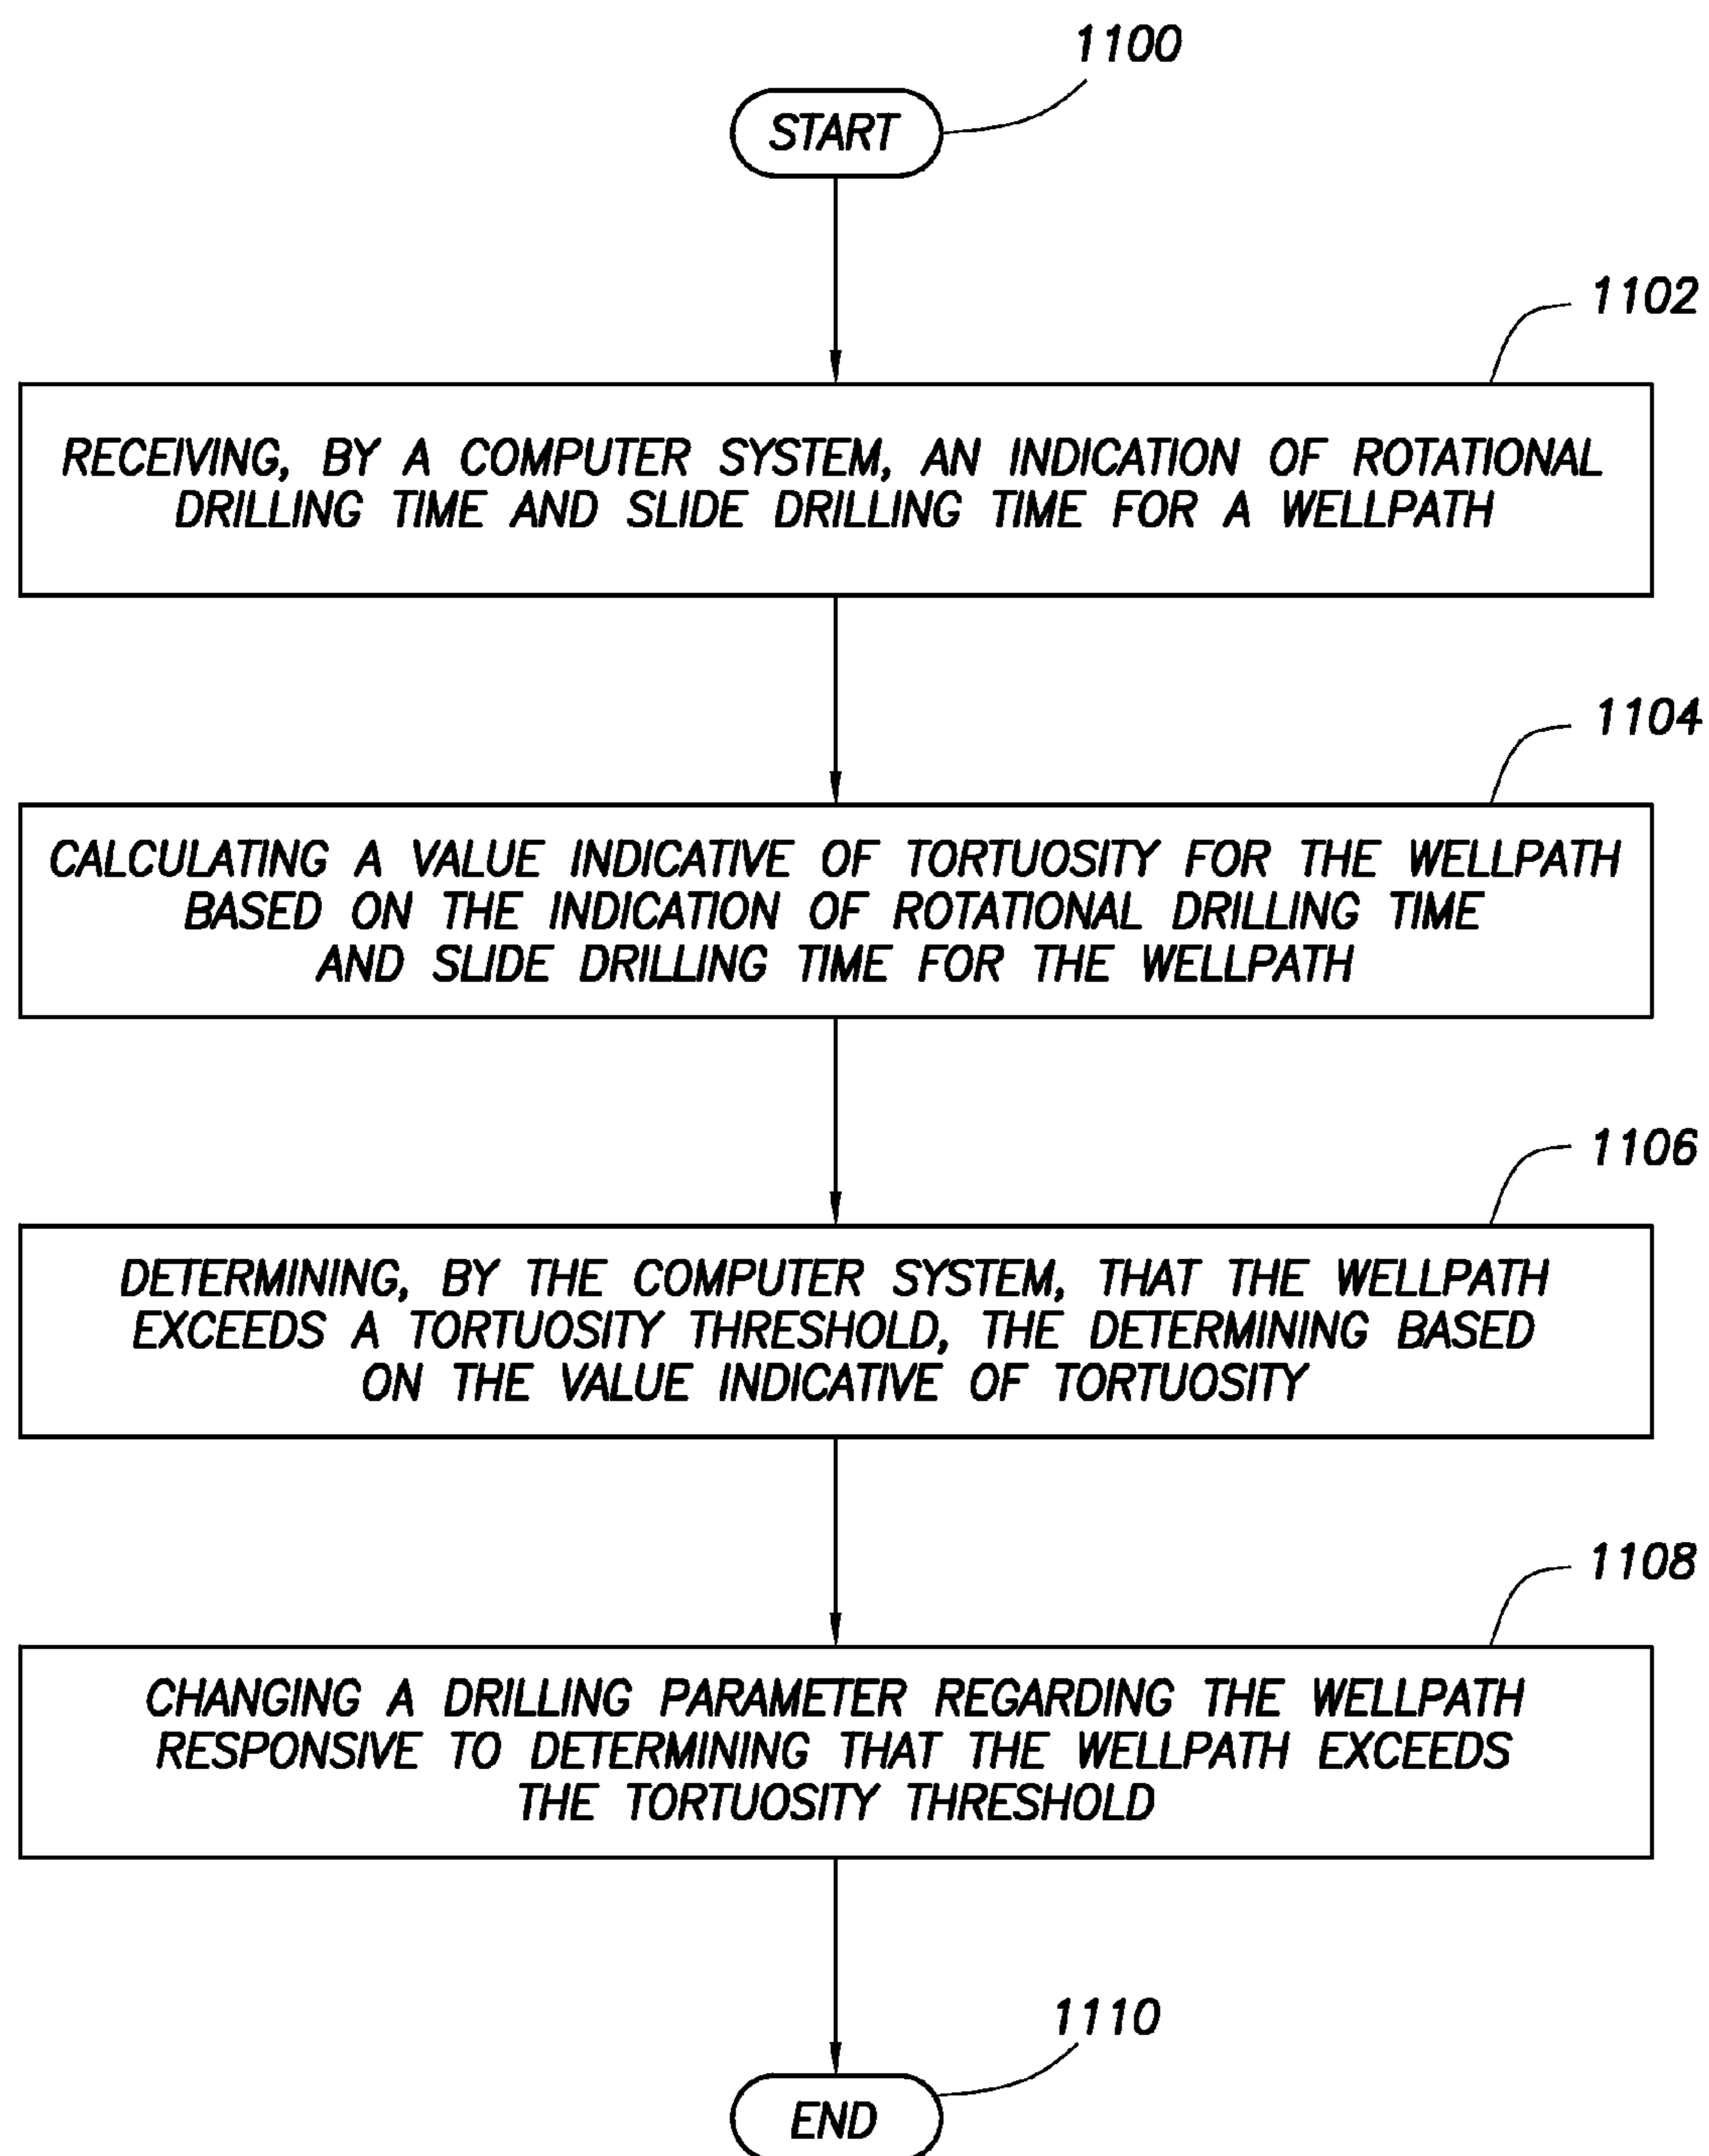 1100
START
1102
RECEIVING, BY A COMPUTER SYSTEM, AN INDICATION OF ROTATIONAL
DRILLING TIME AND SLIDE DRILLING TIME FOR A WELLPATH
1104
CALCULATING A VALUE INDICATIVE OF TORTUOSITY FOR THE WELLPATH
BASED ON THE INDICATION OF ROTATIONAL DRILLING TIME
AND SLIDE DRILLING TIME FOR THE WELLPATH
1106
DETERMINING, BY THE COMPUTER SYSTEM, THAT THE WELLPATH
EXCEEDS A TORTUOSITY THRESHOLD, THE DETERMINING BASED
ON THE VALUE INDICATIVE OF TORTUOSITY
1108
CHANGING A DRILLING PARAMETER REGARDING THE WELLPATH
RESPONSIVE TO DETERMINING THAT THE WELLPATH EXCEEDS
THE TORTUOSITY THRESHOLD
1110
END